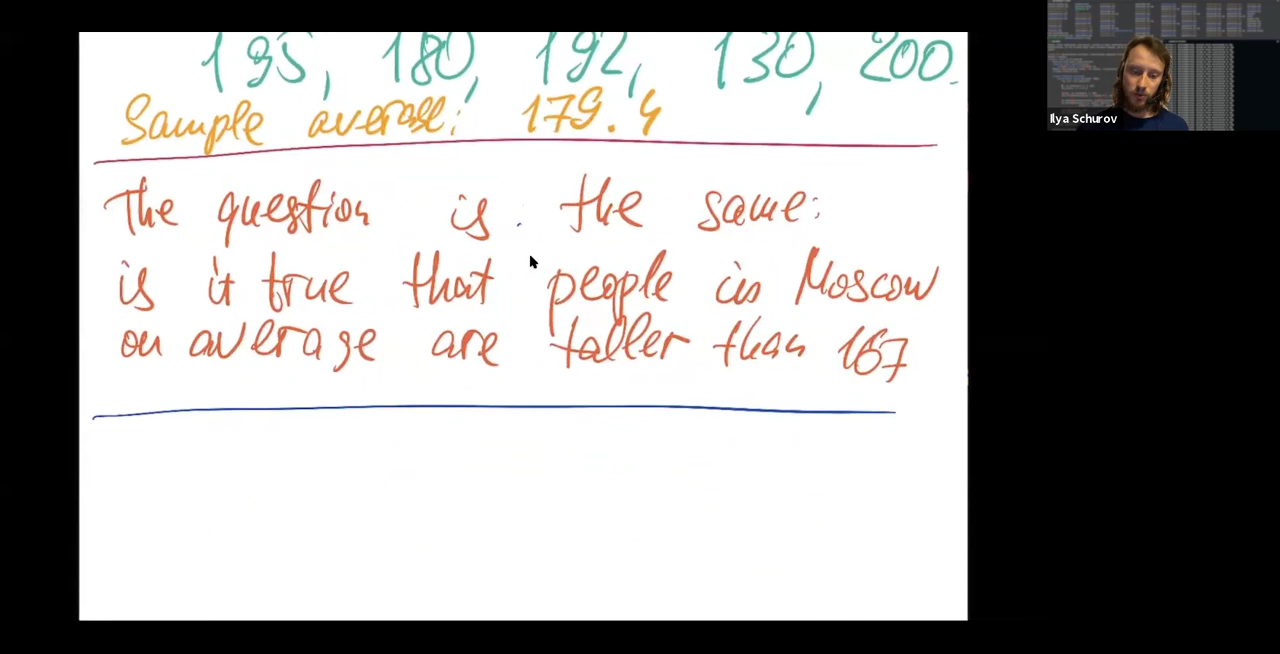 195, 180, 192, 130, 200.
Sample average: 179.4
The question is the same:
is it true that people in Moscow
on average are taller than 167
Ilya Schurov